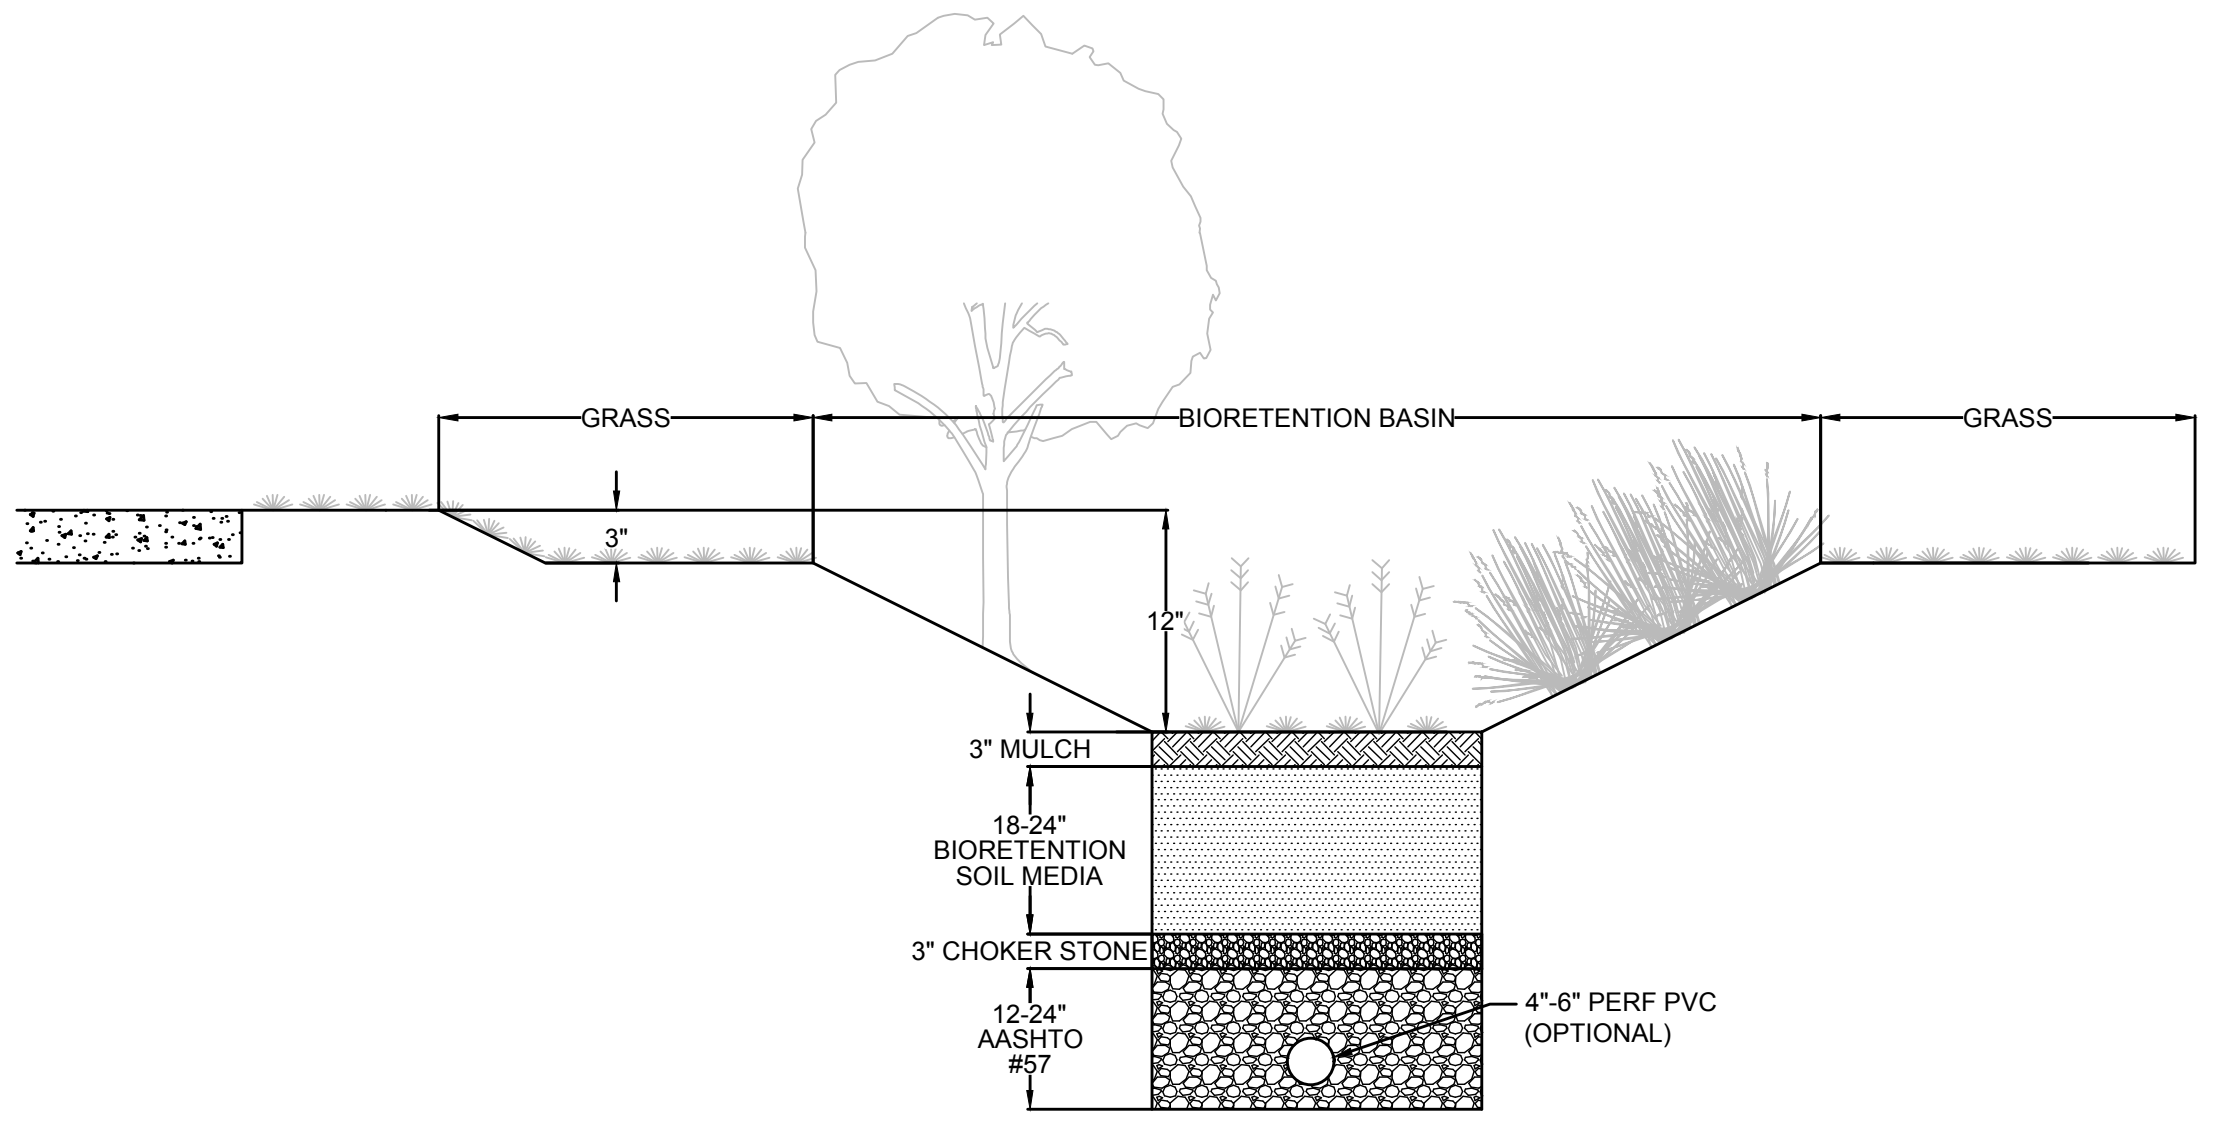 GRASS
BIORETENTION BASIN
GRASS
3"
12"
3" MULCH
18-24"
BIORETENTION
SOIL MEDIA
3" CHOKER STONE
12-24"
AASHTO
#57
4"-6" PERF PVC
(OPTIONAL)